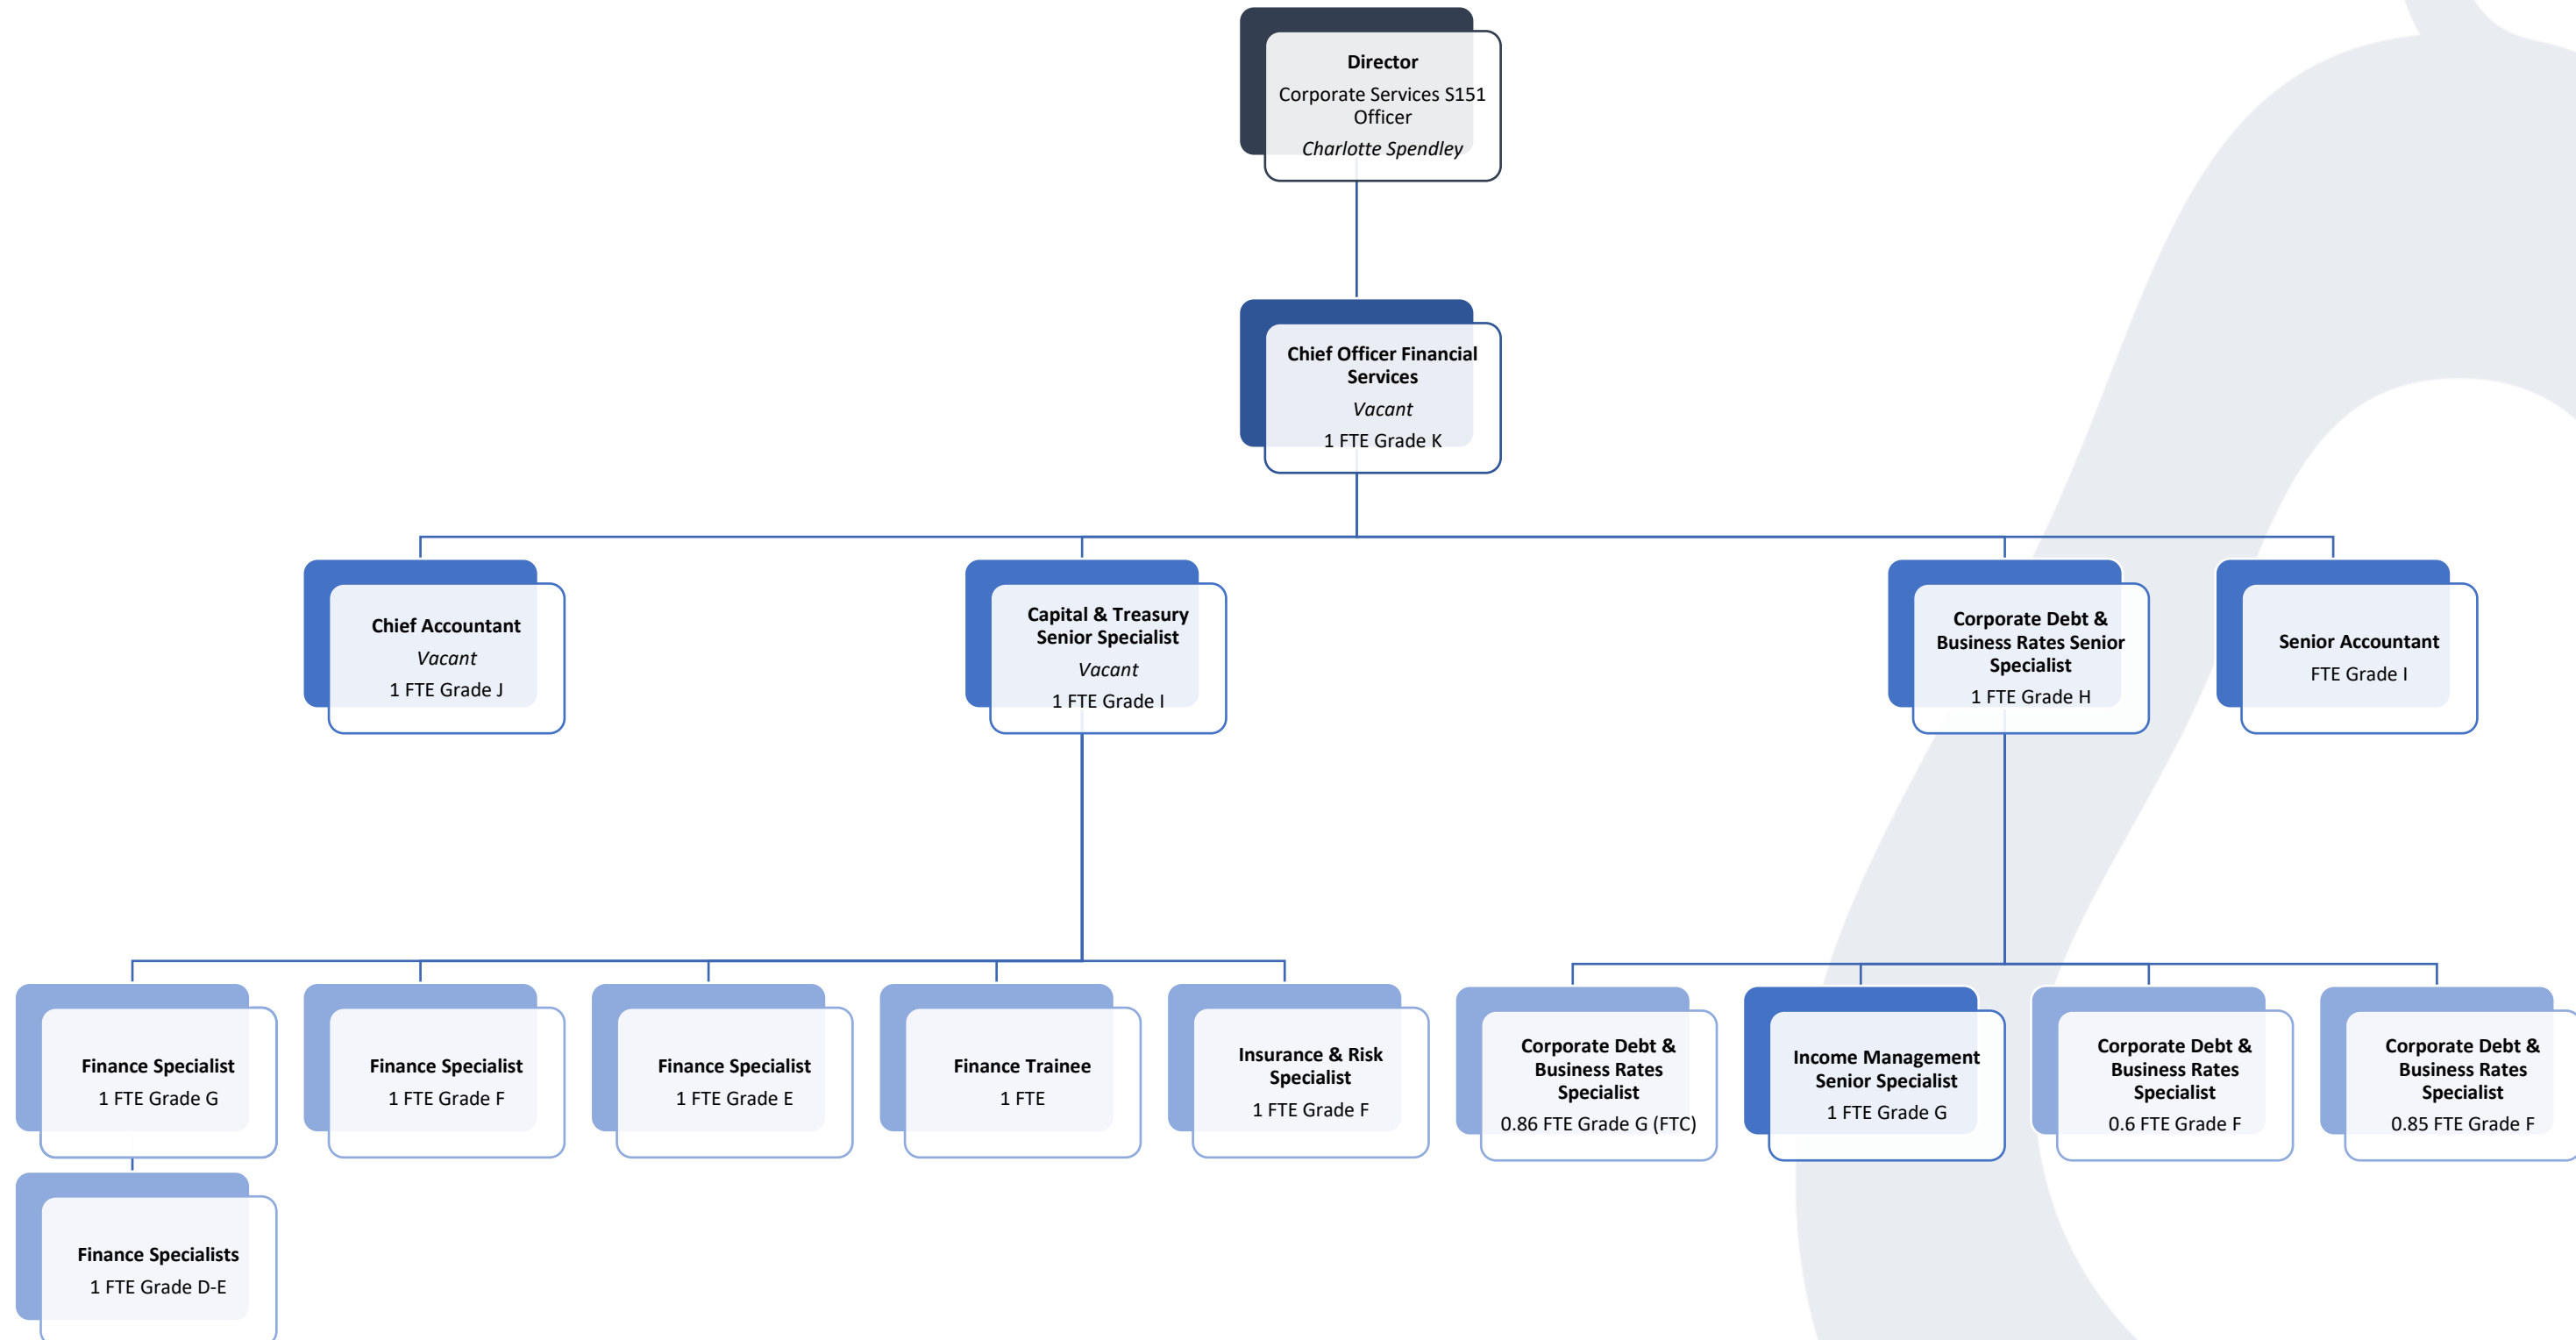 Director
Corporate Services S151
Officer
Charlotte Spendley
Chief Officer Financial
Services
Vacant
1 FTE Grade K
Chief Accountant
Vacant
1 FTE Grade J
Capital & Treasury
Senior Specialist
Vacant
1 FTE Grade I
Corporate Debt &
Business Rates Senior
Specialist
1 FTE Grade H
Senior Accountant
FTE Grade I
Finance Specialist
1 FTE Grade G
Finance Specialist
1 FTE Grade F
Finance Specialist
1 FTE Grade E
Finance Trainee
1 FTE
Insurance & Risk
Specialist
1 FTE Grade F
Corporate Debt &
Business Rates
Specialist
0.86 FTE Grade G (FTC)
Income Management
Senior Specialist
1 FTE Grade G
Corporate Debt &
Business Rates
Specialist
0.6 FTE Grade F
Corporate Debt &
Business Rates
Specialist
0.85 FTE Grade F
Finance Specialists
1 FTE Grade D-E